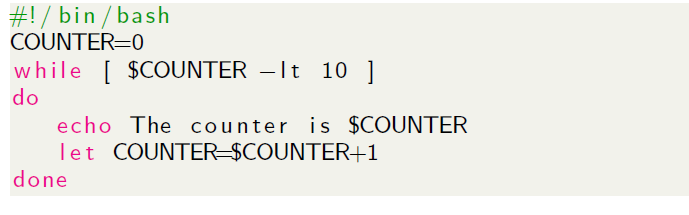 #!/bin/bash
COUNTER=0
while [ $COUNTER -lt 10 ]
do
    echo The counter is $COUNTER
    let COUNTER=$COUNTER+1
done